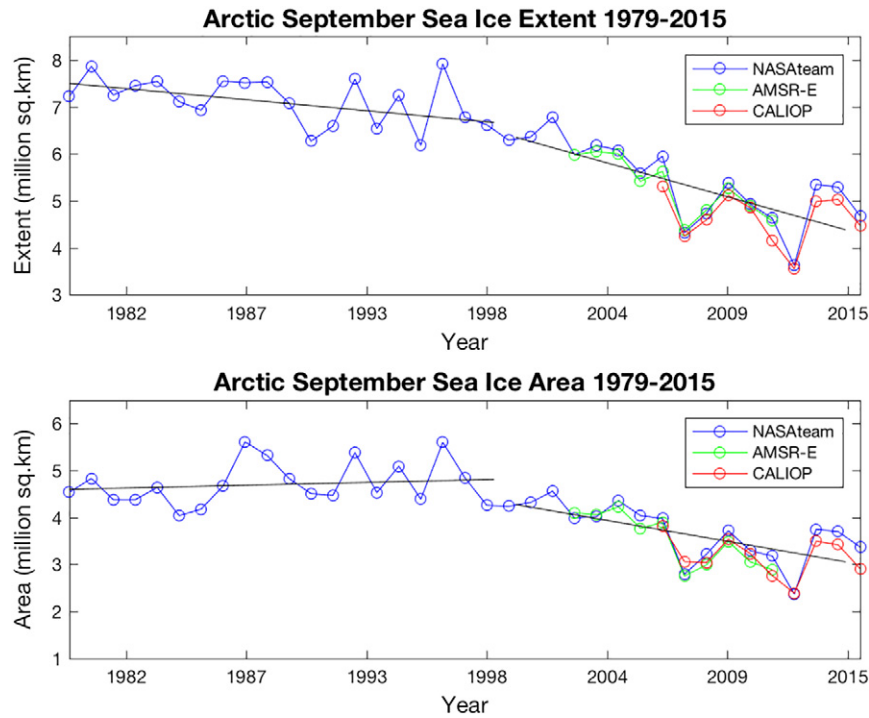 Arctic September Sea Ice Extent 1979-2015
8
7
6
5
4
3
Extent (million sq.km)
NASAteam
AMSR-E
CALIOP
1982 1987 1993 1998 2004 2009 2015
Year
Arctic September Sea Ice Area 1979-2015
6
5
4
3
2
1
Area (million sq.km)
NASAteam
AMSR-E
CALIOP
1982 1987 1993 1998 2004 2009 2015
Year